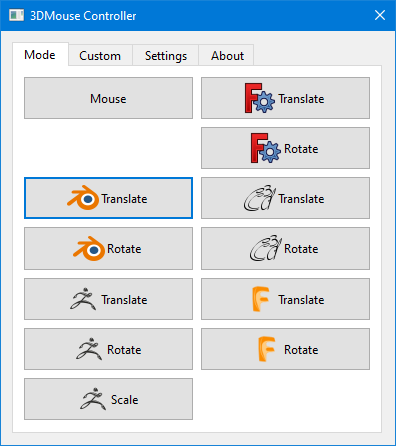 3DMouse Controller
Mode Custom Settings About
Mouse Translate
Rotate
Translate Translate
Rotate Rotate
Translate Translate
Rotate Rotate
Scale